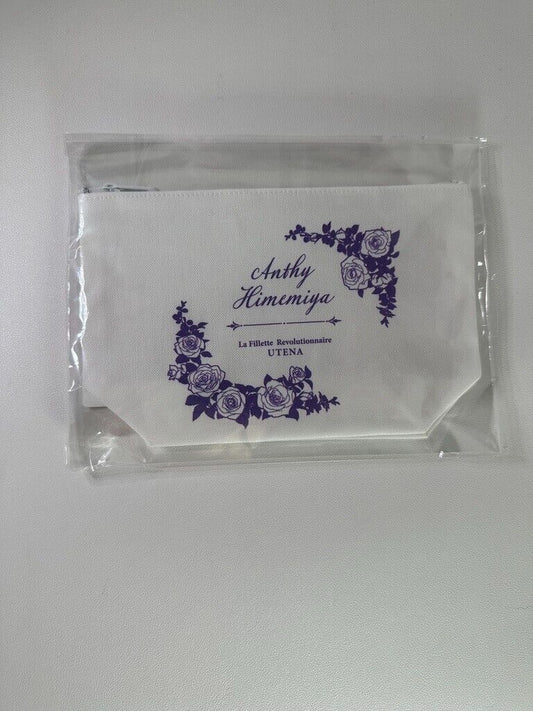 Anthy
Himemiya
La Fillette Revolutionnaire
UTENA